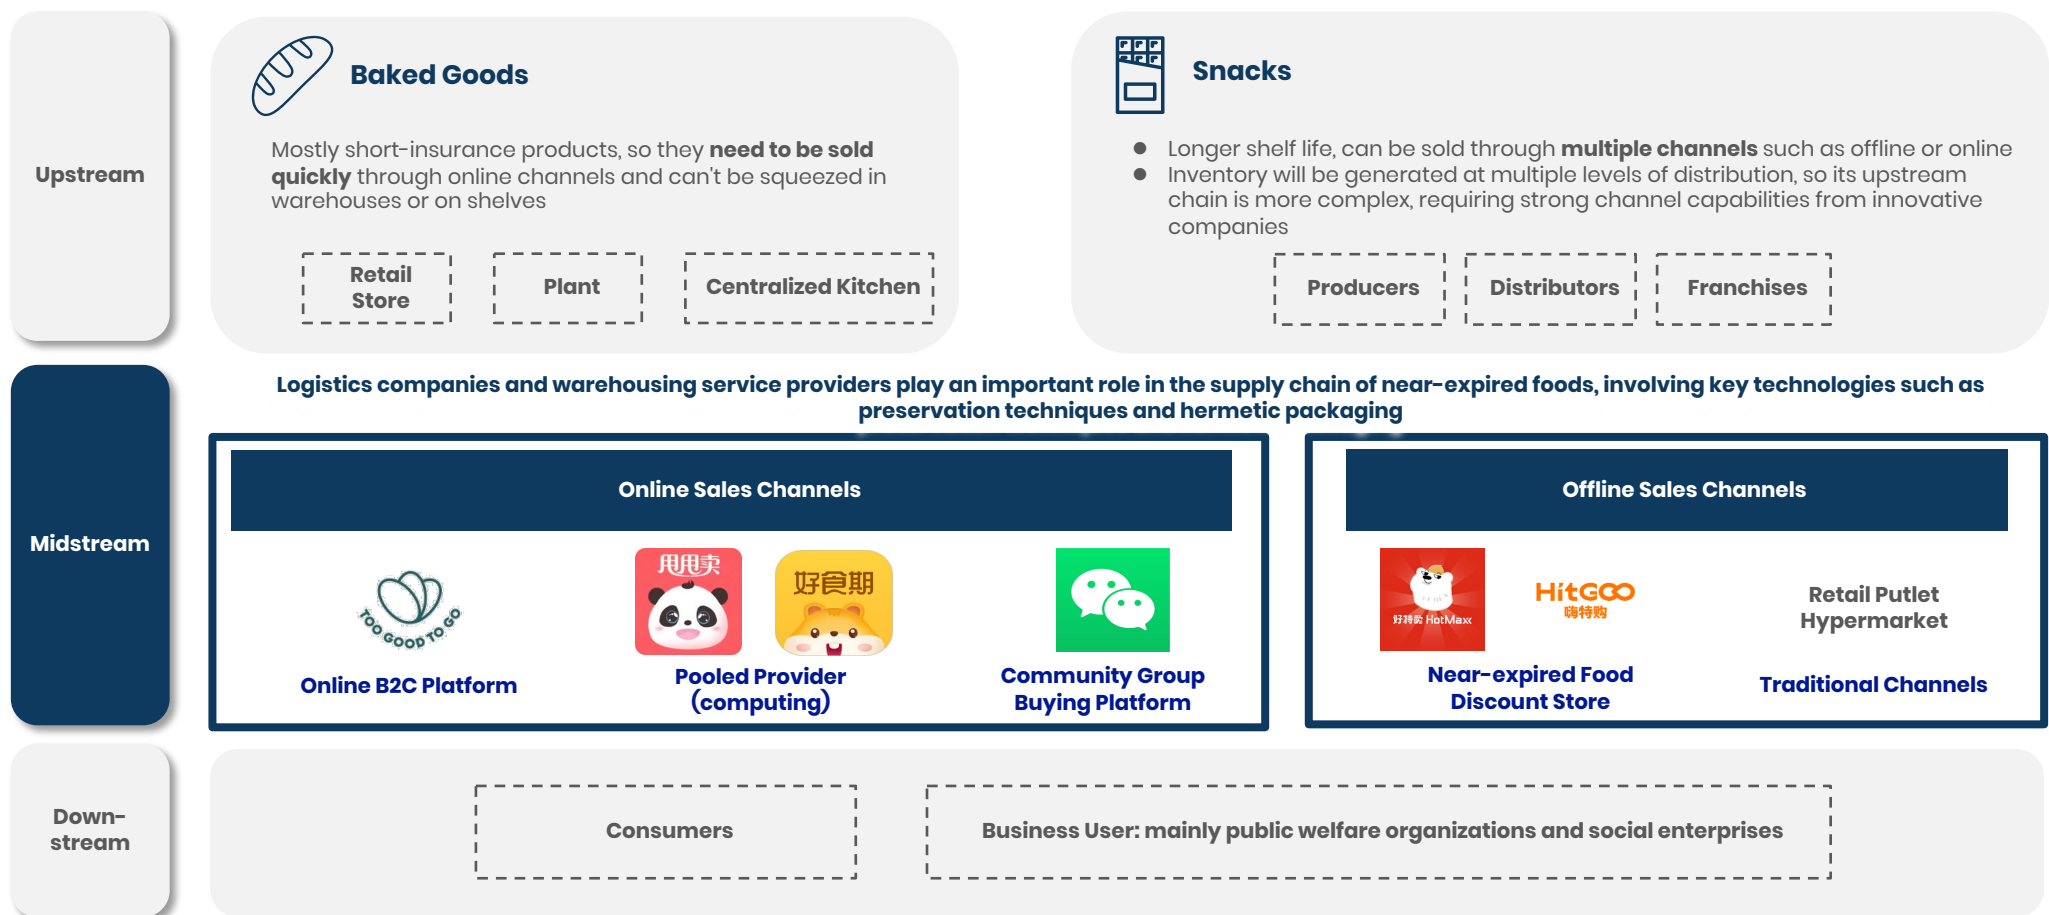 Upstream
Baked Goods
Mostly short-insurance products, so they need to be sold
quickly through online channels and can't be squeezed in
warehouses or on shelves
Retail
Store
Plant
Centralized Kitchen
Snacks
● Longer shelf life, can be sold through multiple channels such as offline or online
● Inventory will be generated at multiple levels of distribution, so its upstream
chain is more complex, requiring strong channel capabilities from innovative
companies
Producers
Distributors
Franchises
Midstream
Logistics companies and warehousing service providers play an important role in the supply chain of near-expired foods, involving key technologies such as
preservation techniques and hermetic packaging
Online Sales Channels
TOO GOOD TO GO
Online B2C Platform
甩甩卖
好食期
Pooled Provider
(computing)
Community Group
Buying Platform
Offline Sales Channels
好特卖 HotMaxx
HitGOO
嗨特购
Near-expired Food
Discount Store
Retail Putlet
Hypermarket
Traditional Channels
Down-
stream
Consumers
Business User: mainly public welfare organizations and social enterprises